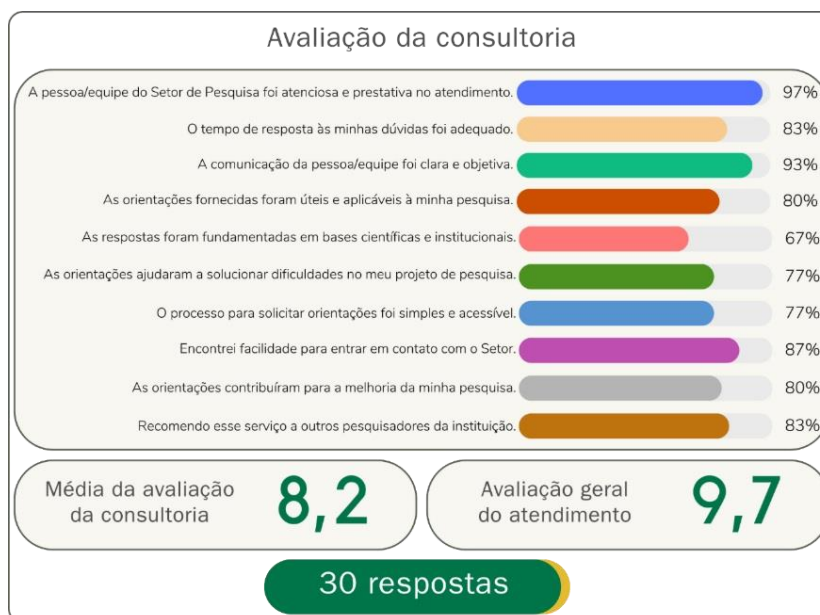 Avaliação da consultoria
A pessoa/equipe do Setor de Pesquisa foi atenciosa e prestativa no atendimento. 97%
O tempo de resposta às minhas dúvidas foi adequado. 83%
A comunicação da pessoa/equipe foi clara e objetiva. 93%
As orientações fornecidas foram úteis e aplicáveis à minha pesquisa. 80%
As respostas foram fundamentadas em bases científicas e institucionais. 67%
As orientações ajudaram a solucionar dificuldades no meu projeto de pesquisa. 77%
O processo para solicitar orientações foi simples e acessível. 77%
Encontrei facilidade para entrar em contato com o Setor. 87%
As orientações contribuíram para a melhoria da minha pesquisa. 80%
Recomendo esse serviço a outros pesquisadores da instituição. 83%
Média da avaliação
da consultoria
8,2
Avaliação geral
do atendimento
9,7
30 respostas